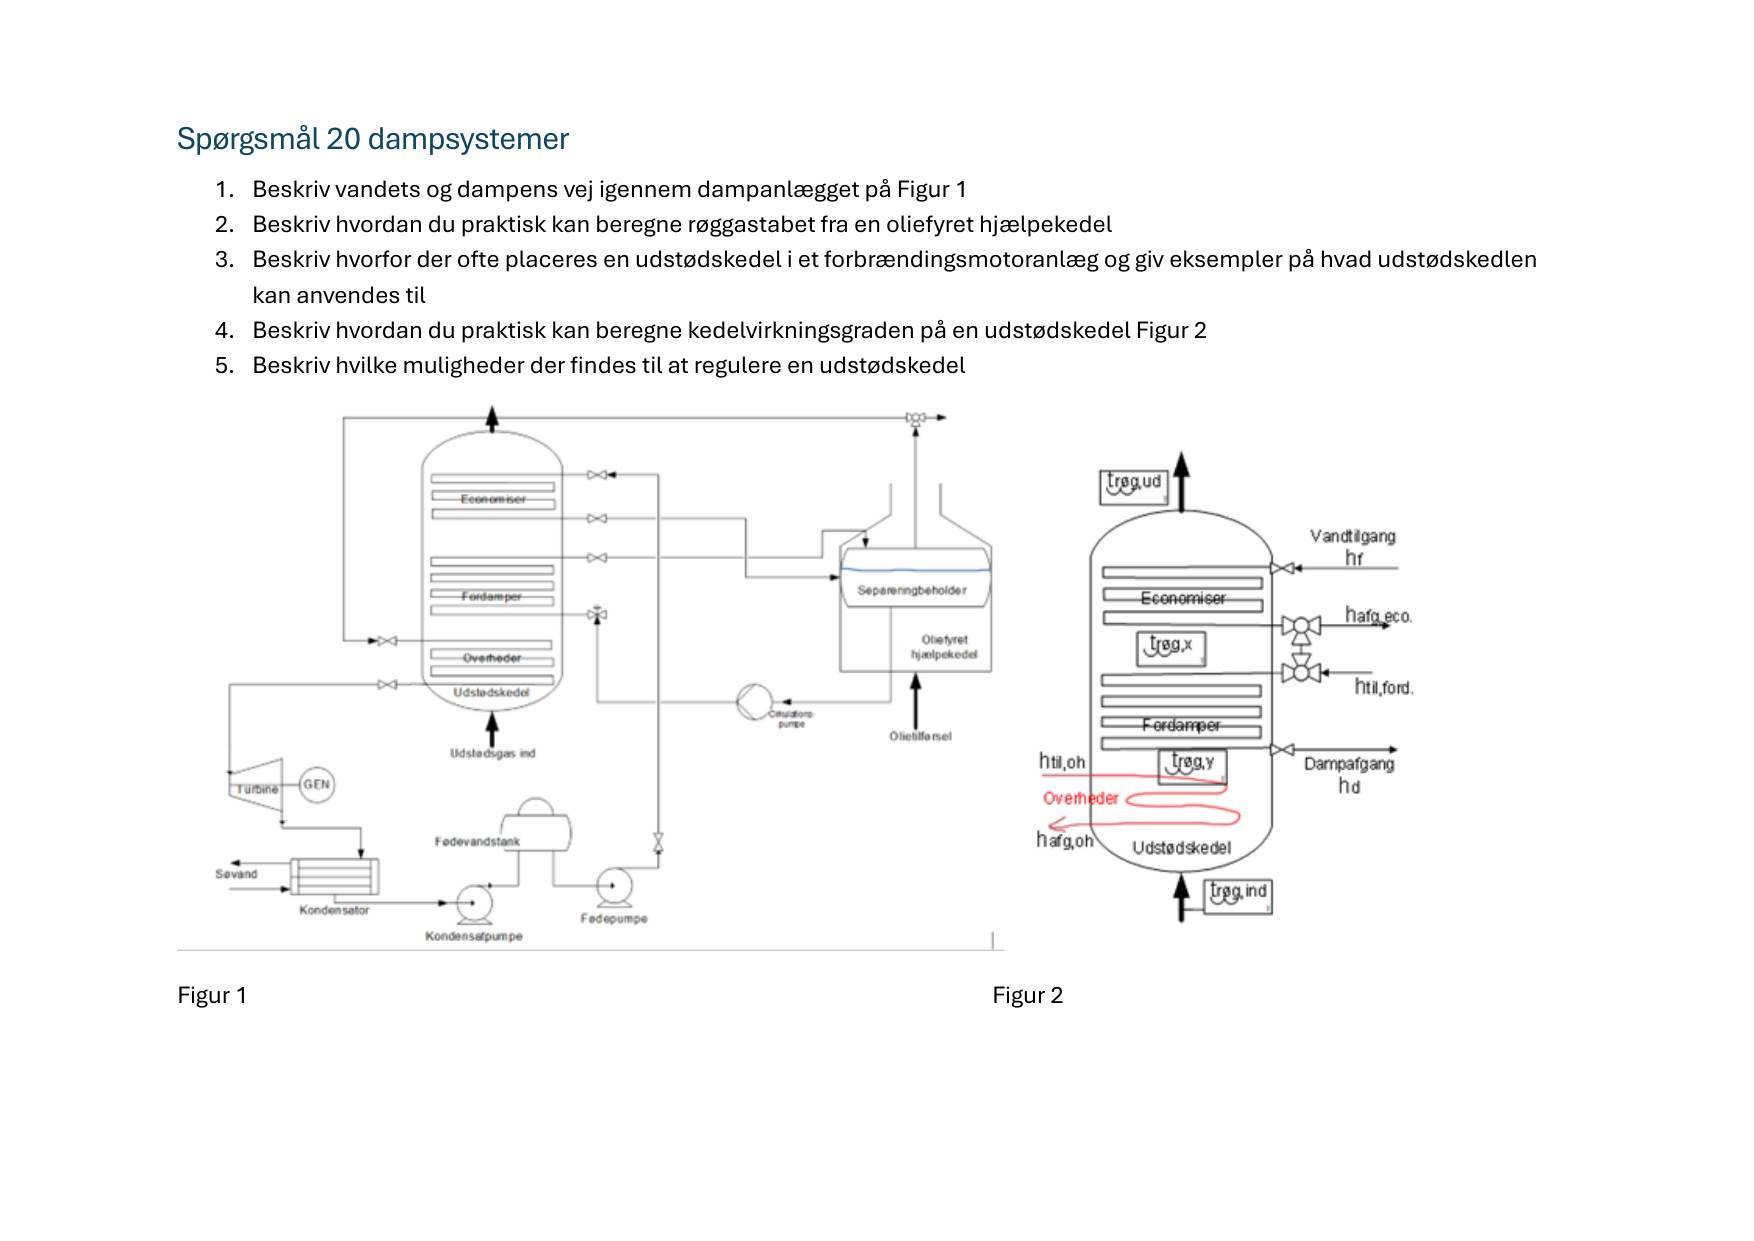 Spørgsmål 20 dampsystemer
1. Beskriv vandets og dampens vej igennem dampanlægget på Figur 1
2. Beskriv hvordan du praktisk kan beregne røggastabet fra en oliefyret hjælpekedel
3. Beskriv hvorfor der ofte placeres en udstødskedel i et forbrændingsmotoranlæg og giv eksempler på hvad udstødskedlen
kan anvendes til
4. Beskriv hvordan du praktisk kan beregne kedelvirkningsgraden på en udstødskedel Figur 2
5. Beskriv hvilke muligheder der findes til at regulere en udstødskedel
Economiser
Fordamper
Overheder
Udstødskedel
Udstødsgas ind
Separeringbeholder
Oliefyret
hjælpekedel
Cirkulations-
pumpe
Olietilførsel
Turbine
GEN
Fødevandstank
Søvand
Kondensator
Kondensatpumpe
Fødepumpe
trøg,ud
Vandtilgang
hf
Economiser
hafg,eco.
trøg,x
htil,ford.
Fordamper
trøg,y
htil,oh
Dampafgang
hd
Overheder
hafg,oh
Udstødskedel
trøg,ind
Figur 1
Figur 2